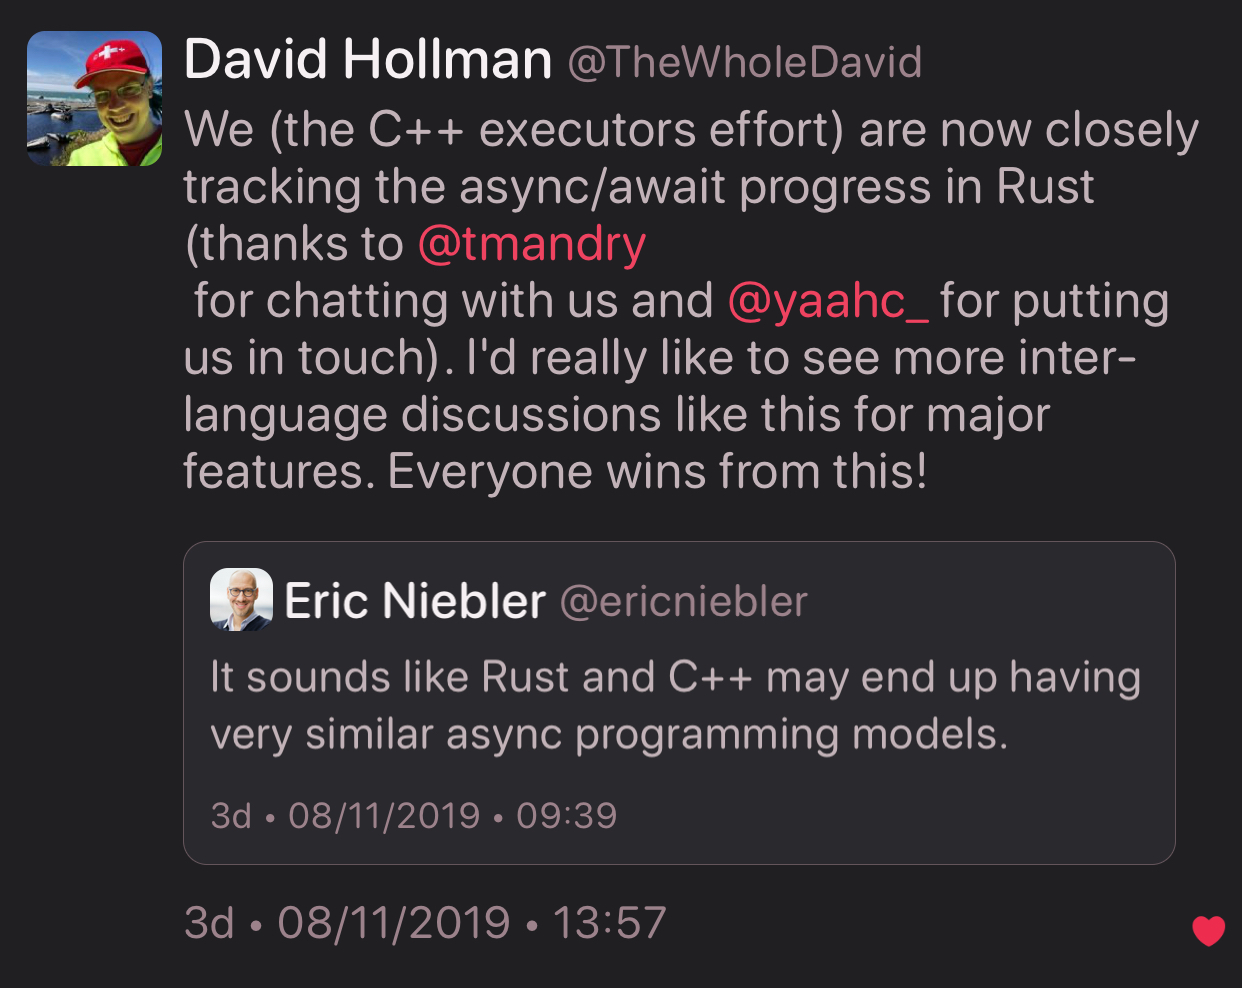 David Hollman @TheWholeDavid
We (the C++ executors effort) are now closely
tracking the async/await progress in Rust
(thanks to @tmandry
for chatting with us and @yaahc_ for putting
us in touch). I'd really like to see more inter-
language discussions like this for major
features. Everyone wins from this!
Eric Niebler @ericniebler
It sounds like Rust and C++ may end up having
very similar async programming models.
3d • 08/11/2019 • 09:39
3d • 08/11/2019 • 13:57